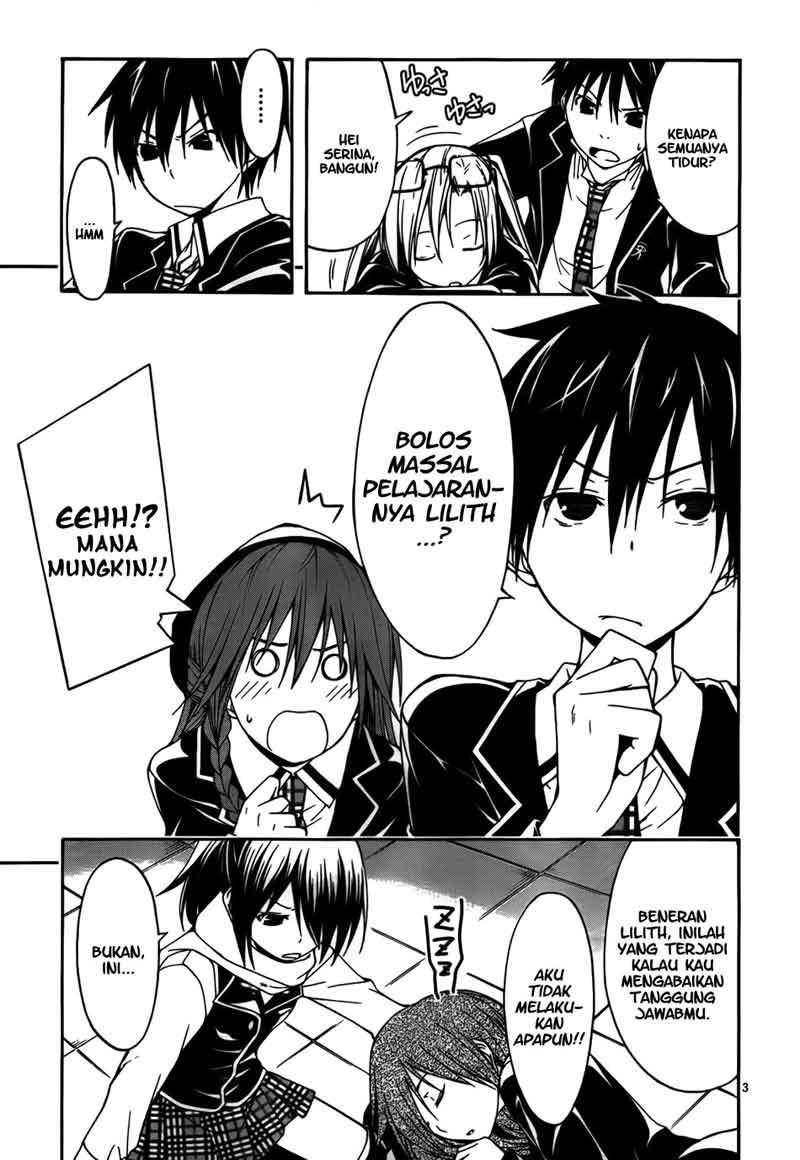 KENAPA
SEMUANYA
TIDUR?
ゆっさ
ゆさっ
HEI
SERINA,
BANGUN!
........
...
HMM
BOLOS
MASSAL
PELAJARAN-
NYA LILITH
...?
EEHH!?
MANA
MUNGKIN!!
BENERAN
LILITH, INILAH
YANG TERJADI
KALAU KAU
MENGABAIKAN
TANGGUNG
JAWABMU.
AKU
TIDAK
MELAKU-
KAN
APAPUN!!
Z
Z
Z
Z
BUKAN,
INI...
3